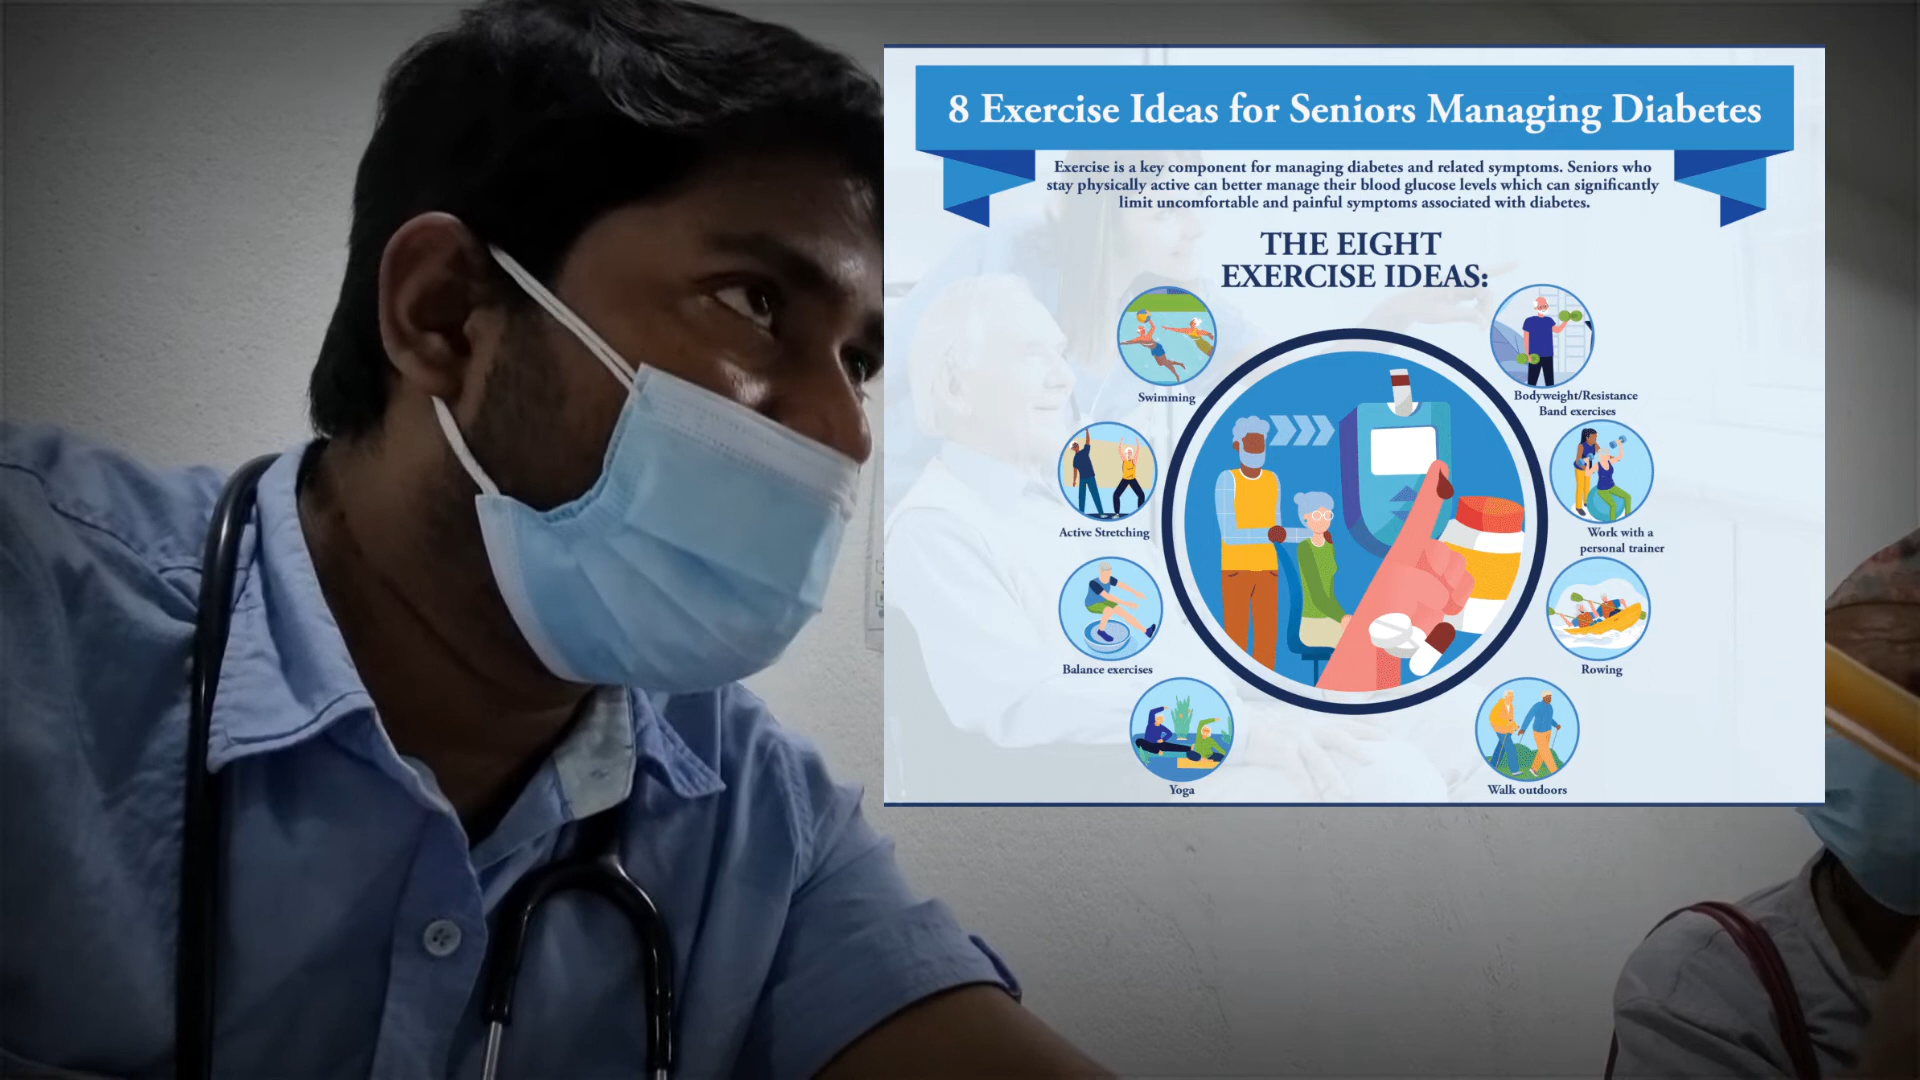 8 Exercise Ideas for Seniors Managing Diabetes
Exercise is a key component for managing diabetes and related symptoms. Seniors who
stay physically active can better manage their blood glucose levels which can significantly
limit uncomfortable and painful symptoms associated with diabetes.
THE EIGHT
EXERCISE IDEAS:
Swimming
Bodyweight/Resistance
Band exercises
Active Stretching
Work with a
personal trainer
Balance exercises
Rowing
Yoga
Walk outdoors